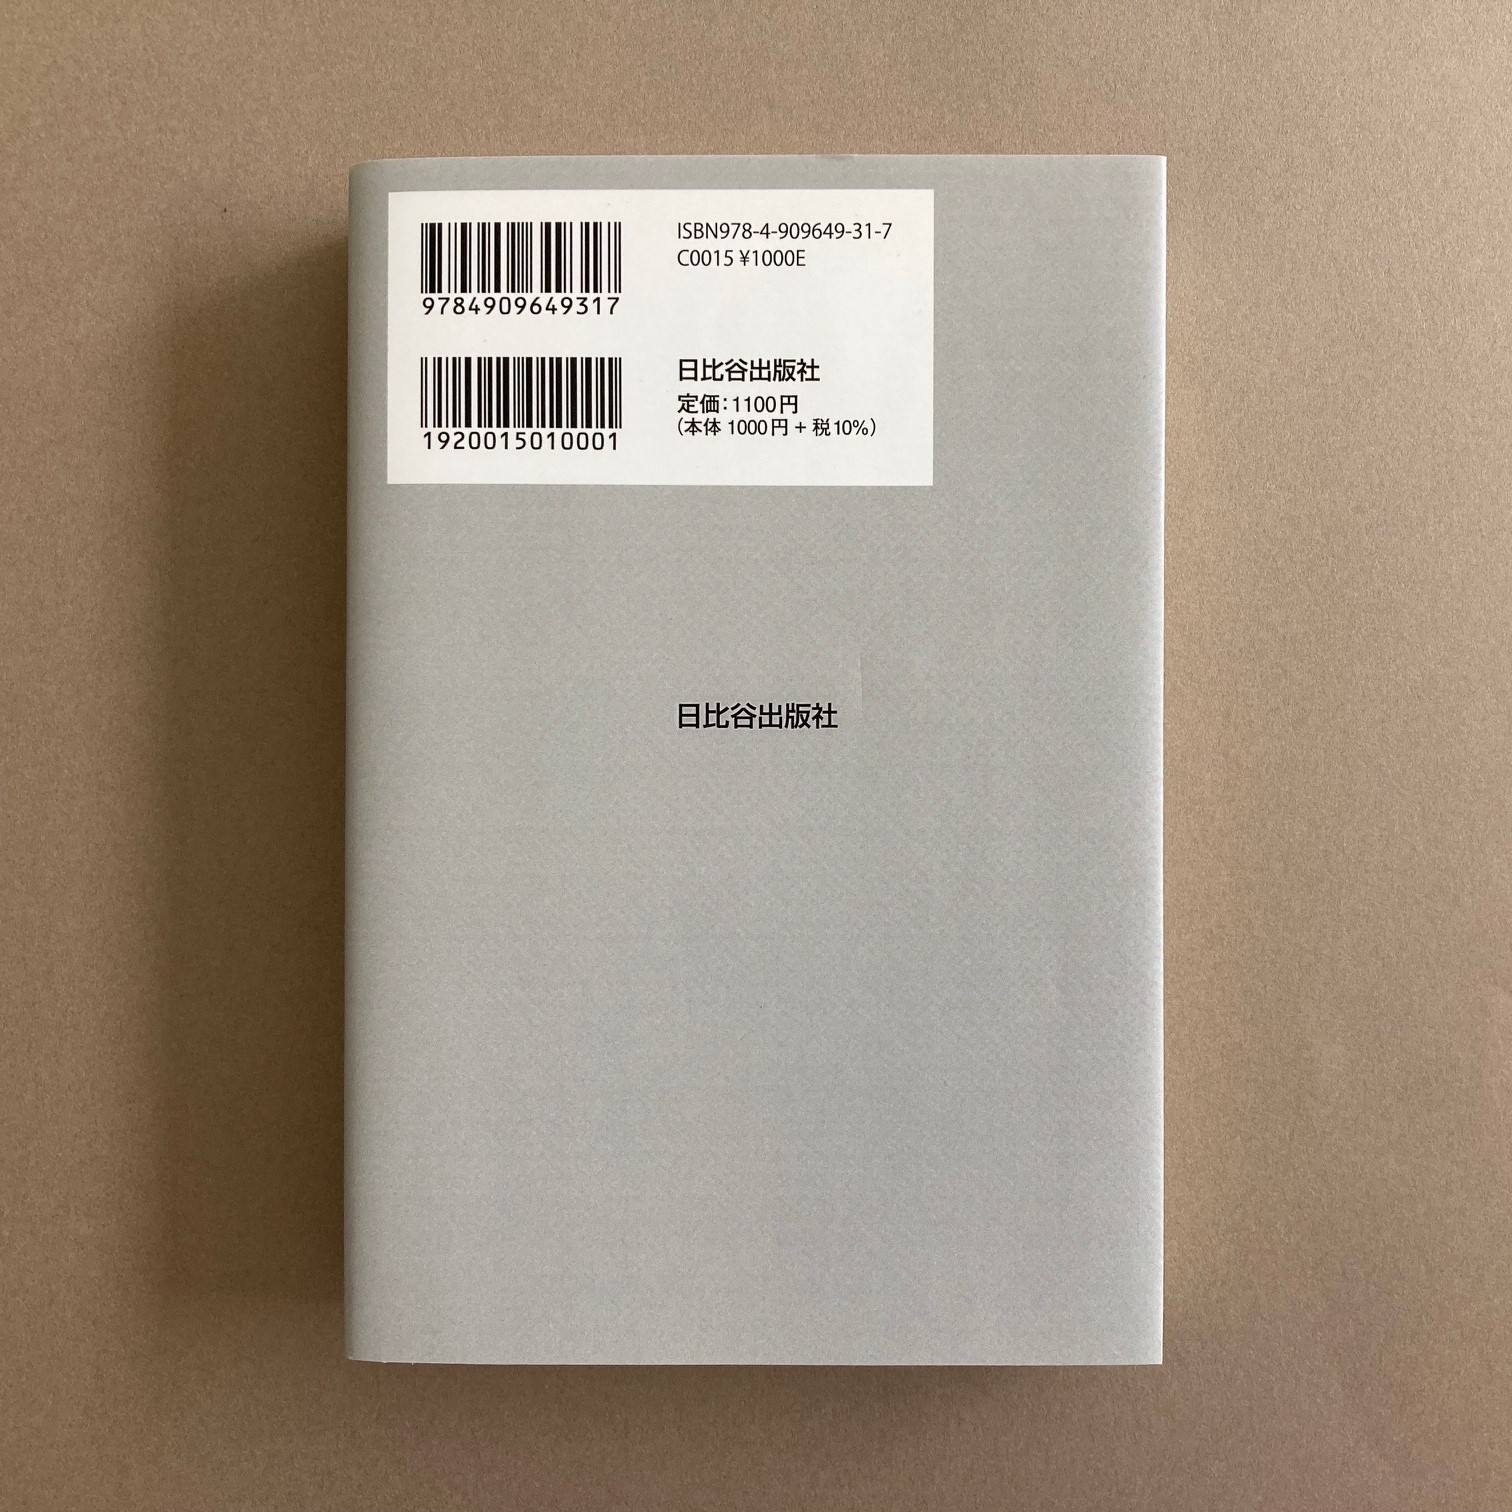 9784909649317
ISBN978-4-909649-31-7
C0015 ¥1000E
1920015010001
日比谷出版社
定価:1100円
(本体 1000円 + 税10%)
日比谷出版社